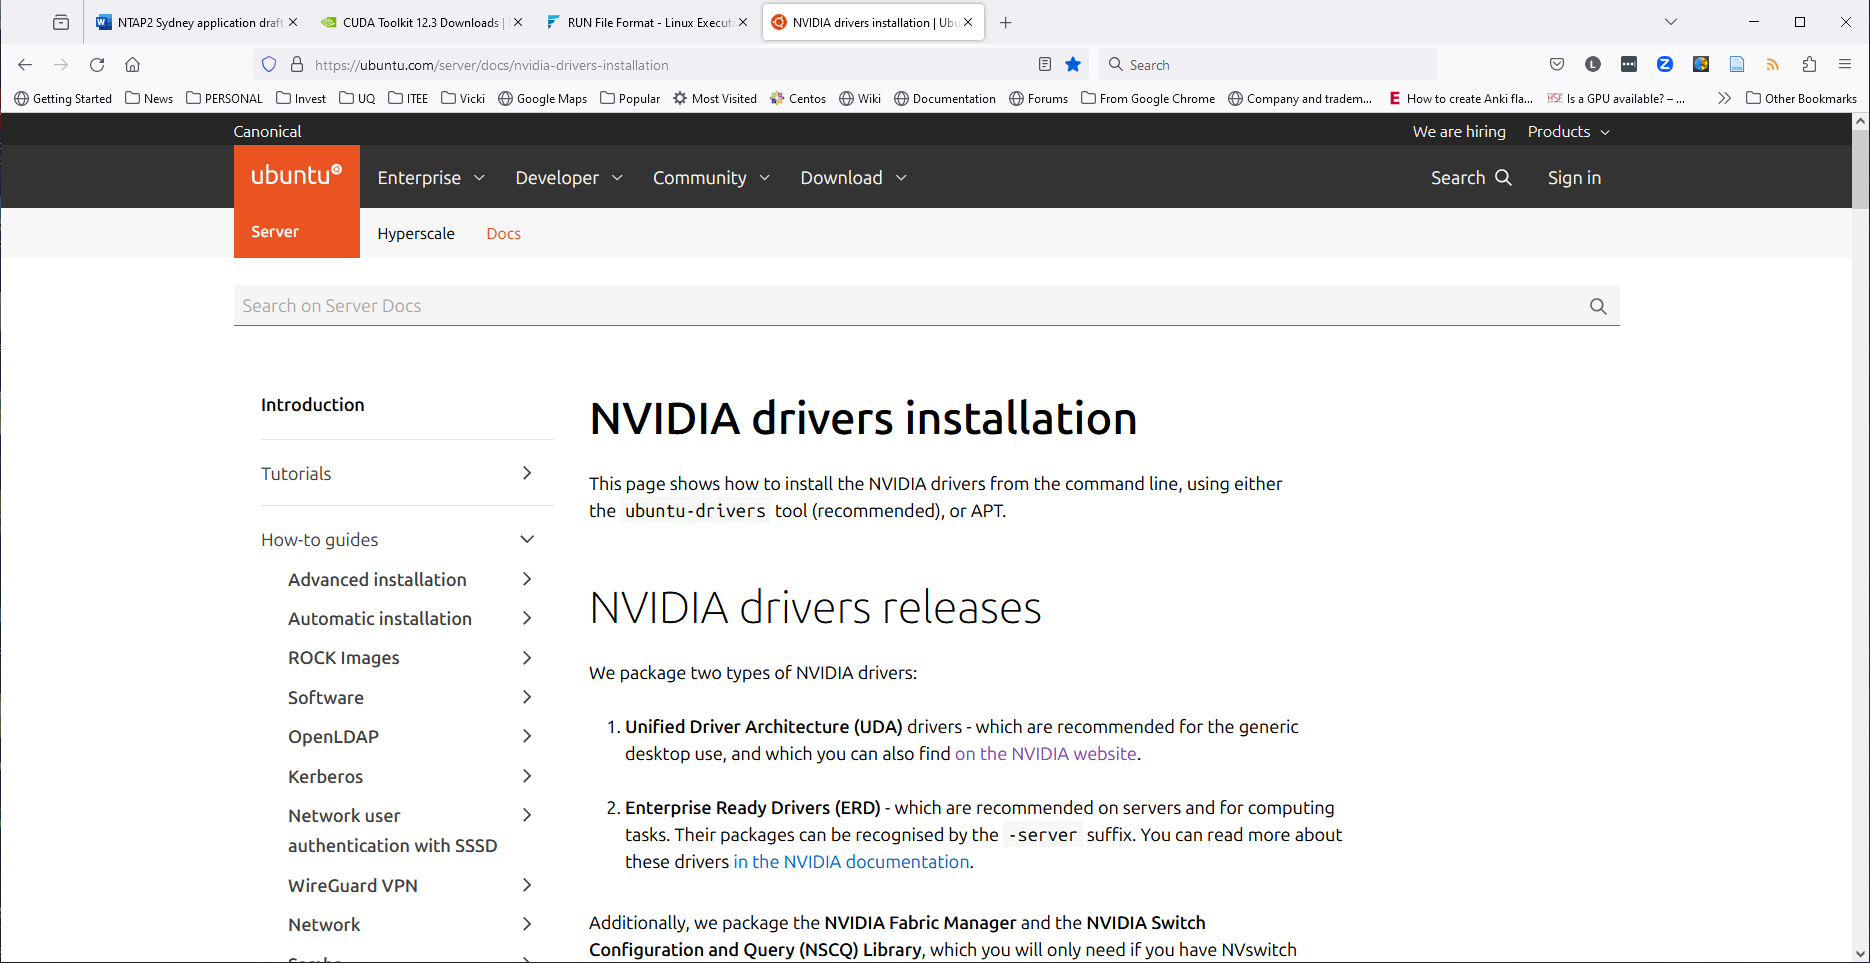 NTAP2 Sydney application draft
CUDA Toolkit 12.3 Downloads |
RUN File Format - Linux Execut
NVIDIA drivers installation | Ubu
https://ubuntu.com/server/docs/nvidia-drivers-installation
Search
Getting Started
News
PERSONAL
Invest
UQ
ITEE
Vicki
Google Maps
Popular
Most Visited
Centos
Wiki
Documentation
Forums
From Google Chrome
Company and tradem...
How to create Anki fla...
Is a GPU available? – ...
Other Bookmarks
Canonical
We are hiring
Products
ubuntu
Enterprise
Developer
Community
Download
Search
Sign in
Server
Hyperscale
Docs
Search on Server Docs
Introduction
Tutorials
How-to guides
Advanced installation
Automatic installation
ROCK Images
Software
OpenLDAP
Kerberos
Network user
authentication with SSSD
WireGuard VPN
Network
Samba
NVIDIA drivers installation
This page shows how to install the NVIDIA drivers from the command line, using either
the ubuntu-drivers tool (recommended), or APT.
NVIDIA drivers releases
We package two types of NVIDIA drivers:
1. Unified Driver Architecture (UDA) drivers - which are recommended for the generic
desktop use, and which you can also find on the NVIDIA website.
2. Enterprise Ready Drivers (ERD) - which are recommended on servers and for computing
tasks. Their packages can be recognised by the -server suffix. You can read more about
these drivers in the NVIDIA documentation.
Additionally, we package the NVIDIA Fabric Manager and the NVIDIA Switch
Configuration and Query (NSCQ) Library, which you will only need if you have NVswitch